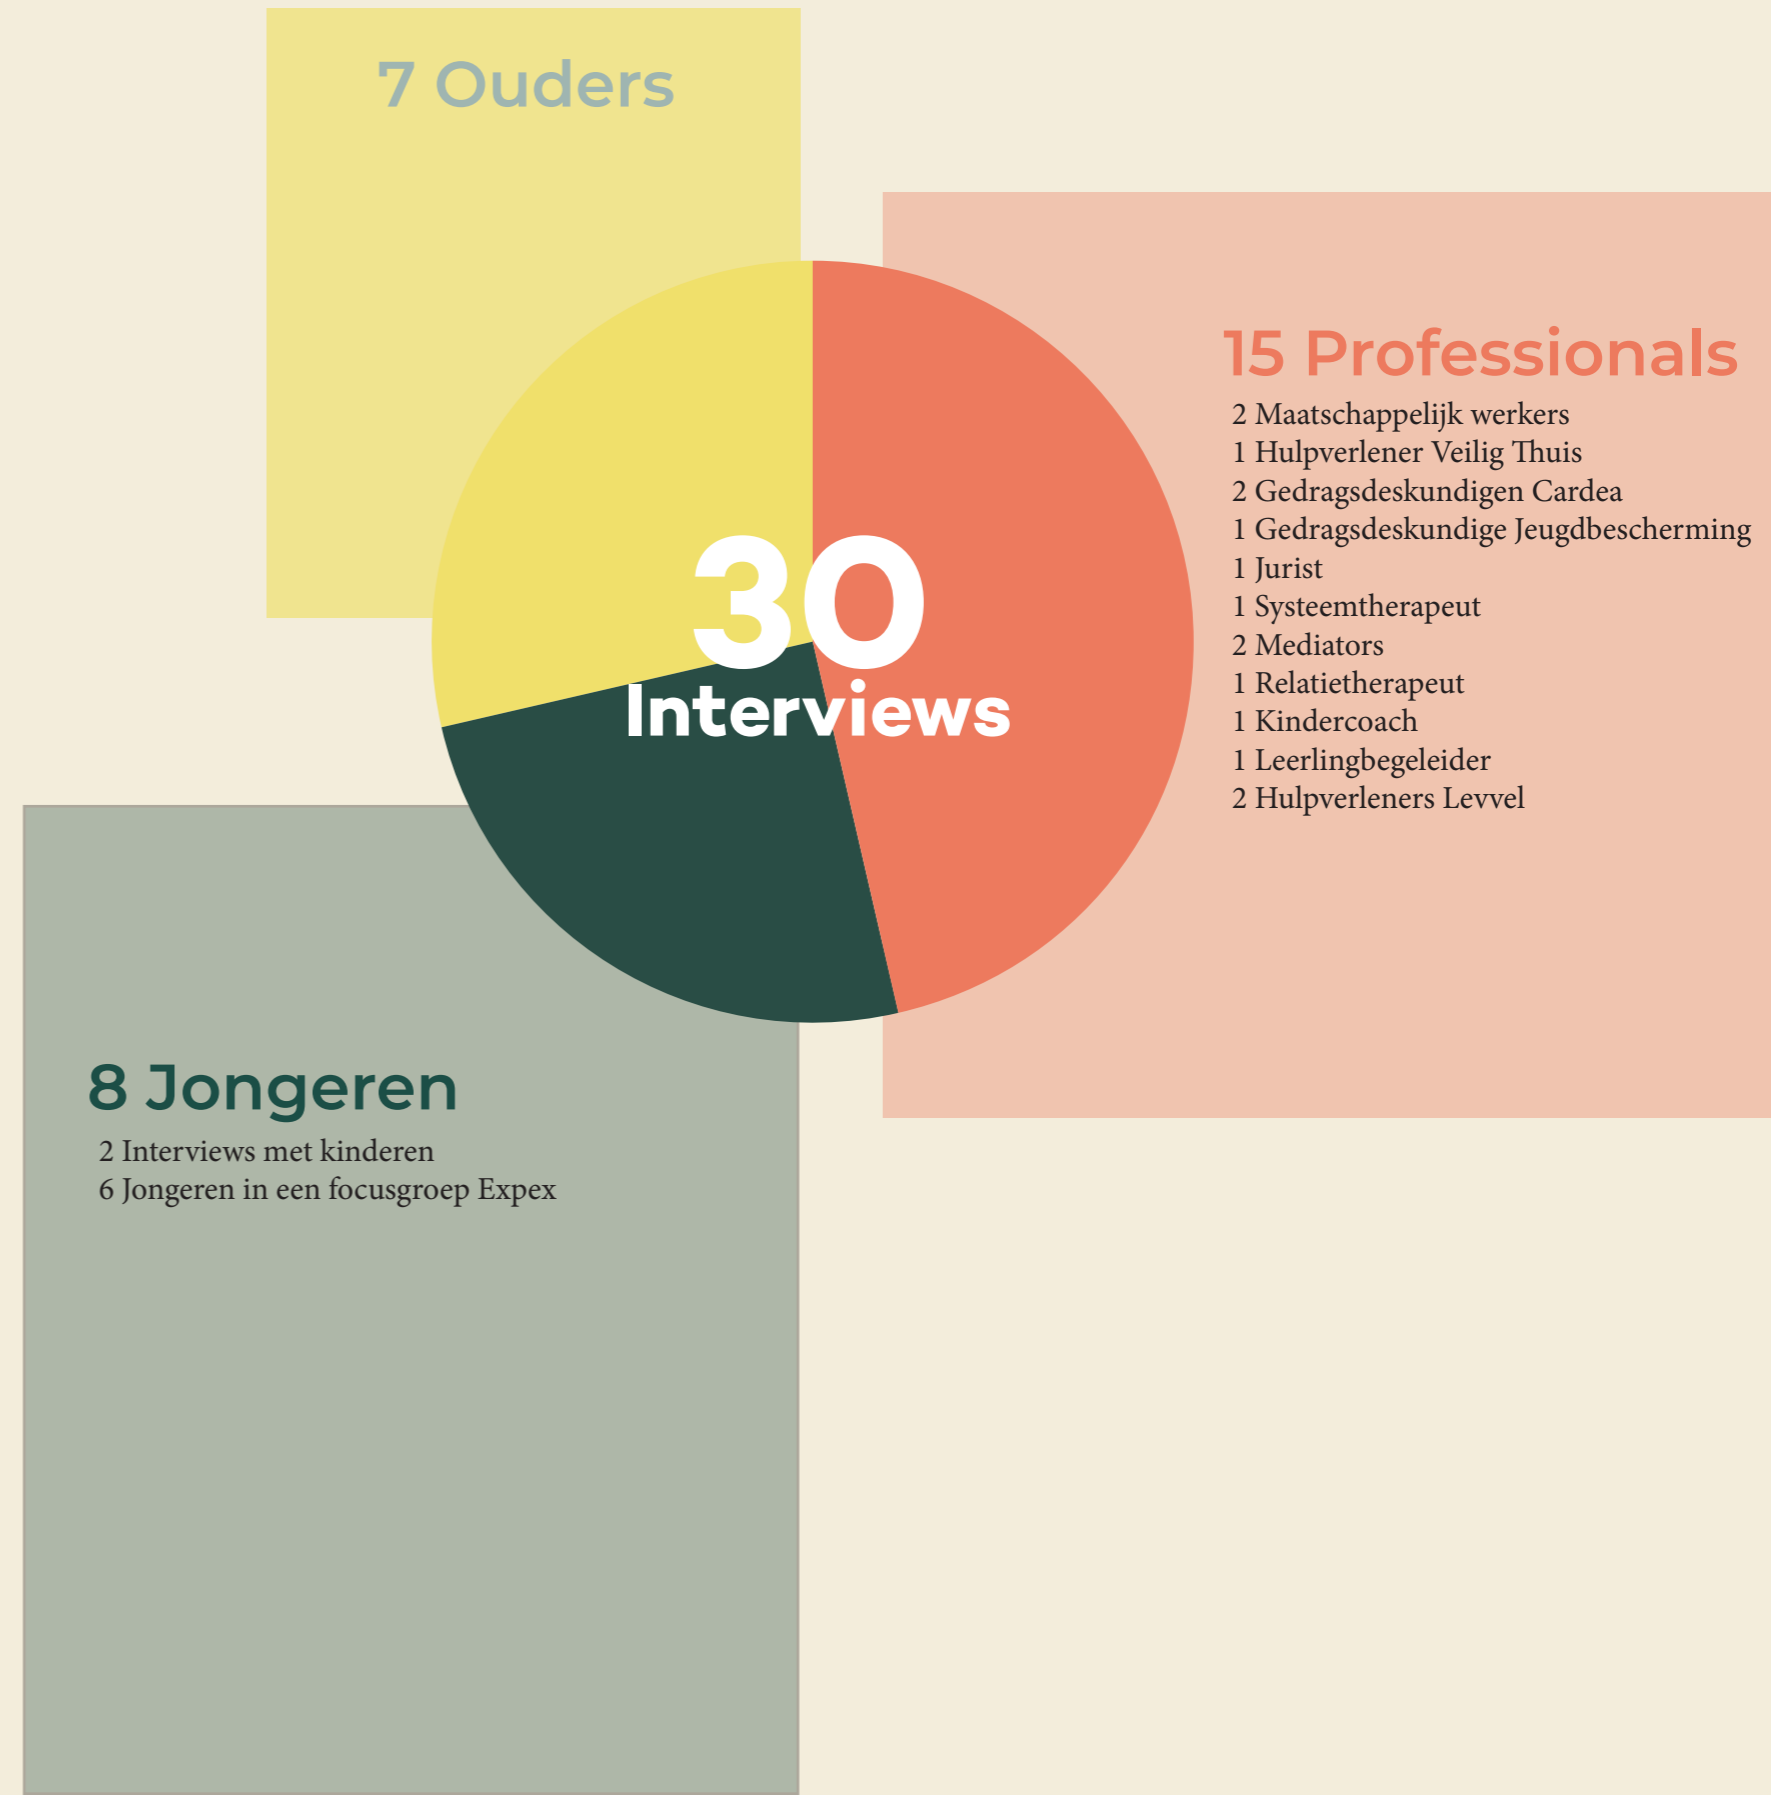 7 Ouders
15 Professionals
2 Maatschappelijk werkers
1 Hulpverlener Veilig Thuis
2 Gedragsdeskundigen Cardea
1 Gedragsdeskundige Jeugdbescherming
1 Jurist
1 Systeemtherapeut
2 Mediators
1 Relatietherapeut
1 Kindercoach
1 Leerlingbegeleider
2 Hulpverleners Levvel
30
Interviews
8 Jongeren
2 Interviews met kinderen
6 Jongeren in een focusgroep Expex